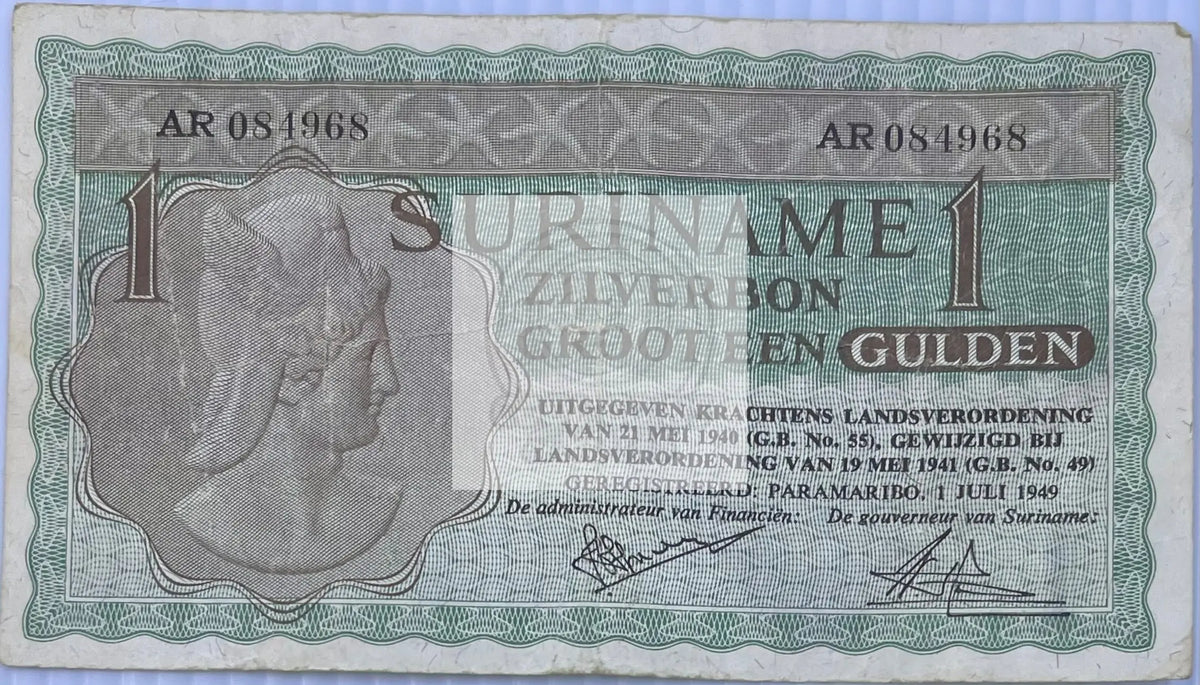 AR 084968 AR 084968
1 SURINAME 1
ZILVERBON
GROOT EEN GULDEN
UITGEGEVEN KRACHTENS LANDSVERORDENING
VAN 21 MEI 1940 (G.B. No. 55), GEWIJZIGD BIJ
LANDSVERORDENING VAN 19 MEI 1941 (G.B. No. 49)
GEREGISTREERD: PARAMARIBO, 1 JULI 1949
De administrateur van Financiën: De gouverneur van Suriname: